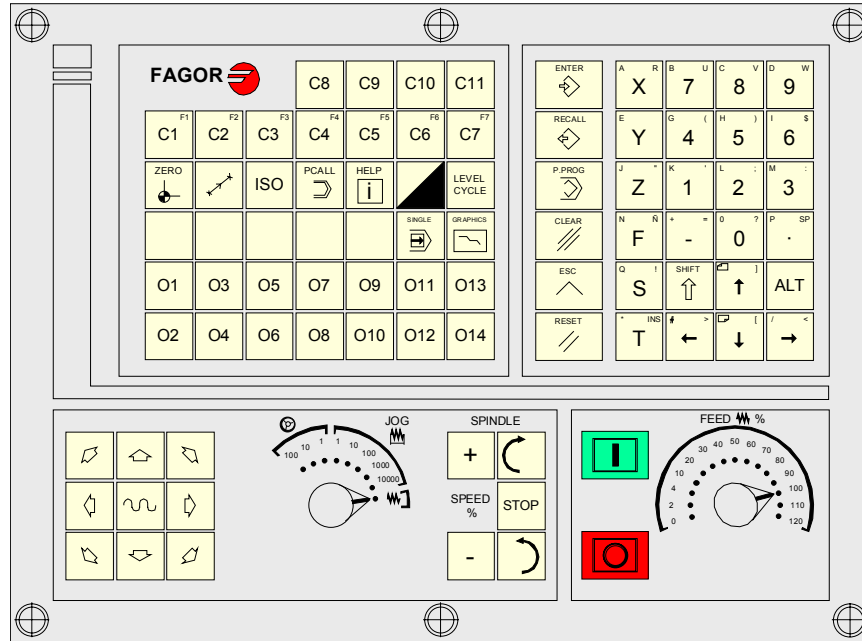 FAGOR
C8 C9 C10 C11
F1 F2 F3 F4 F5 F6 F7
C1 C2 C3 C4 C5 C6 C7
ZERO ISO PCALL HELP i LEVEL
CYCLE
SINGLE GRAPHICS
O1 O3 O5 O7 O9 O11 O13
O2 O4 O6 O8 O10 O12 O14
ENTER A R B U C V D W
X 7 8 9
RECALL E G ( H ) I $
Y 4 5 6
P.PROG J " K ' L ; M :
Z 1 2 3
CLEAR N Ñ + = 0 ? P SP
F - 0 .
ESC Q ! SHIFT ]
S ⇧ ↑ ALT
RESET * INS # > [ / <
T ← ↓ →
JOG
100 10 1 1 10 100 1000 10000
SPINDLE
+
SPEED
%
STOP
-
FEED %
0 2 4 10 20 30 40 50 60 70 80 90 100 110 120